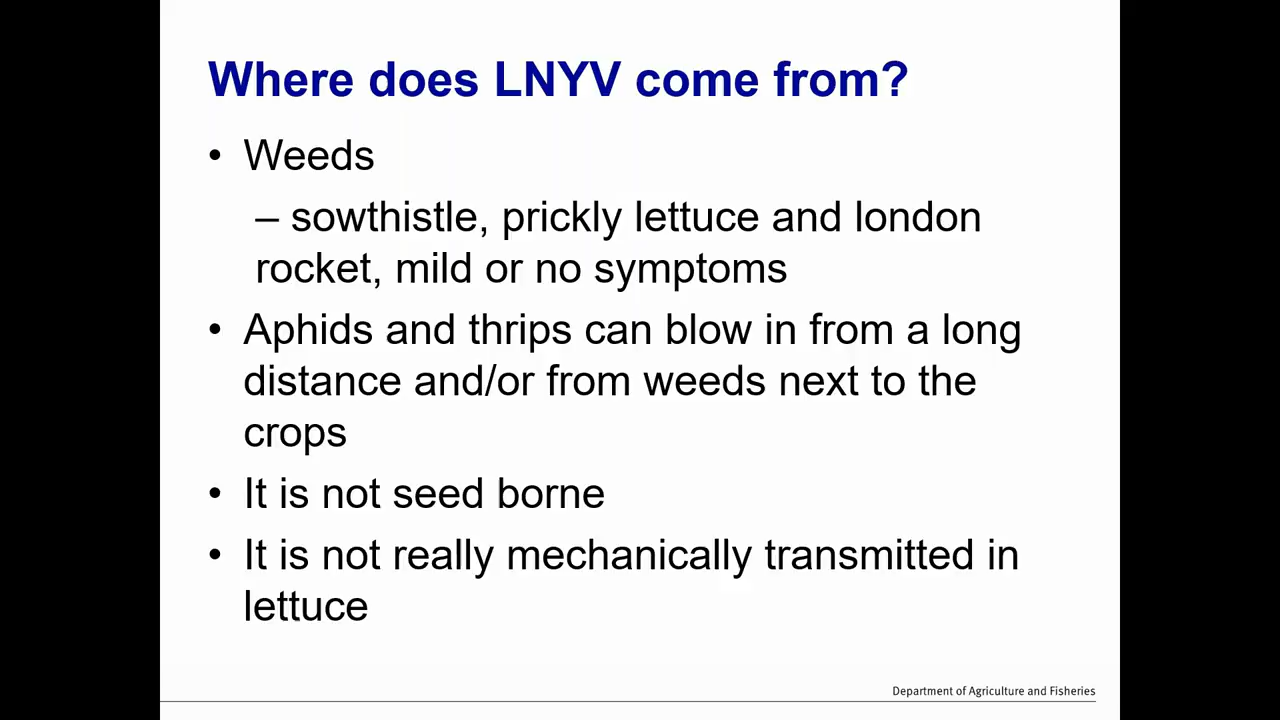 Where does LNYV come from?
• Weeds
– sowthistle, prickly lettuce and london
rocket, mild or no symptoms
• Aphids and thrips can blow in from a long
distance and/or from weeds next to the
crops
• It is not seed borne
• It is not really mechanically transmitted in
lettuce
Department of Agriculture and Fisheries